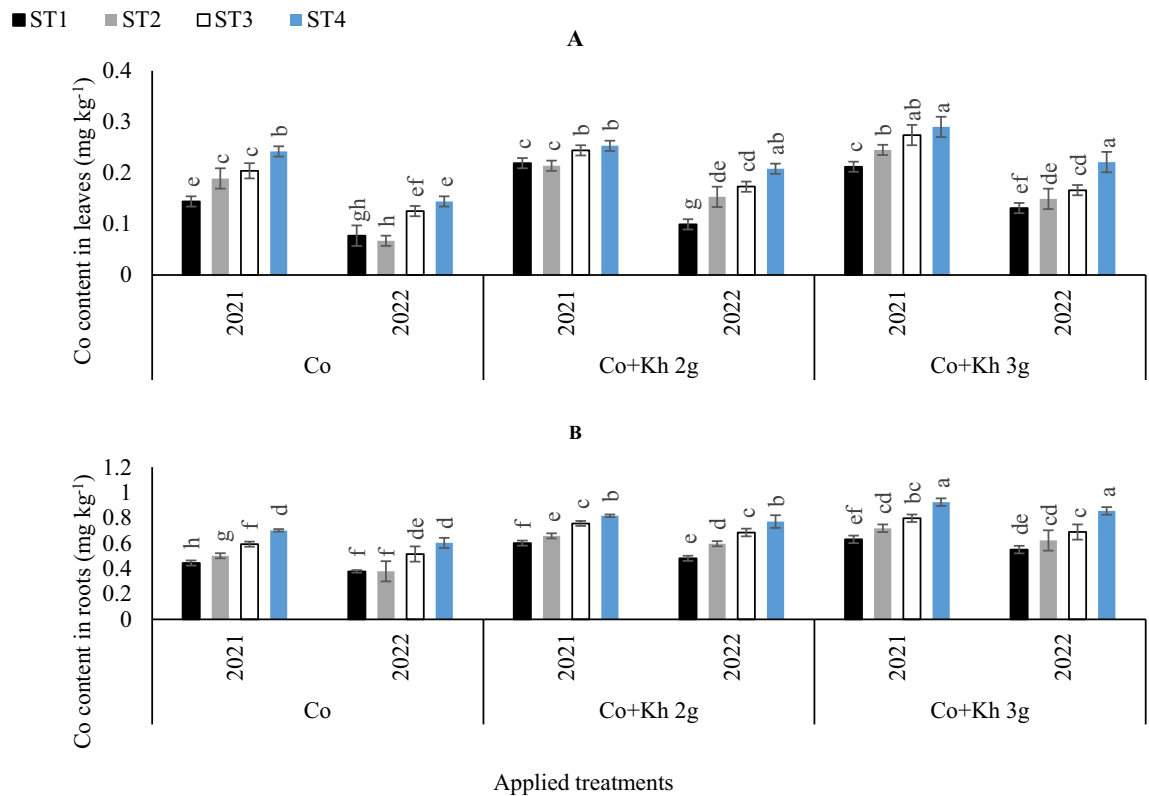 ST1 ST2 ST3 ST4
A
Co content in leaves (mg kg-1)
0.4
0.3
0.2
0.1
0
e c c b
gh h ef e
c c b b
g de cd ab
c b ab a
ef de cd a
2021 2022 2021 2022 2021 2022
Co Co+Kh 2g Co+Kh 3g
B
Co content in roots (mg kg-1)
1.2
1
0.8
0.6
0.4
0.2
0
h g f d
f f de d
f e c b
e d c b
ef cd bc a
de cd c a
2021 2022 2021 2022 2021 2022
Co Co+Kh 2g Co+Kh 3g
Applied treatments